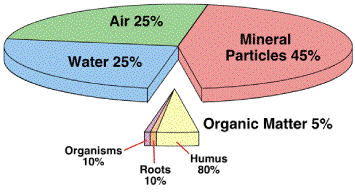 Air 25%
Water 25%
Mineral
Particles 45%
Organic Matter 5%
Organisms
10%
Roots
10%
Humus
80%